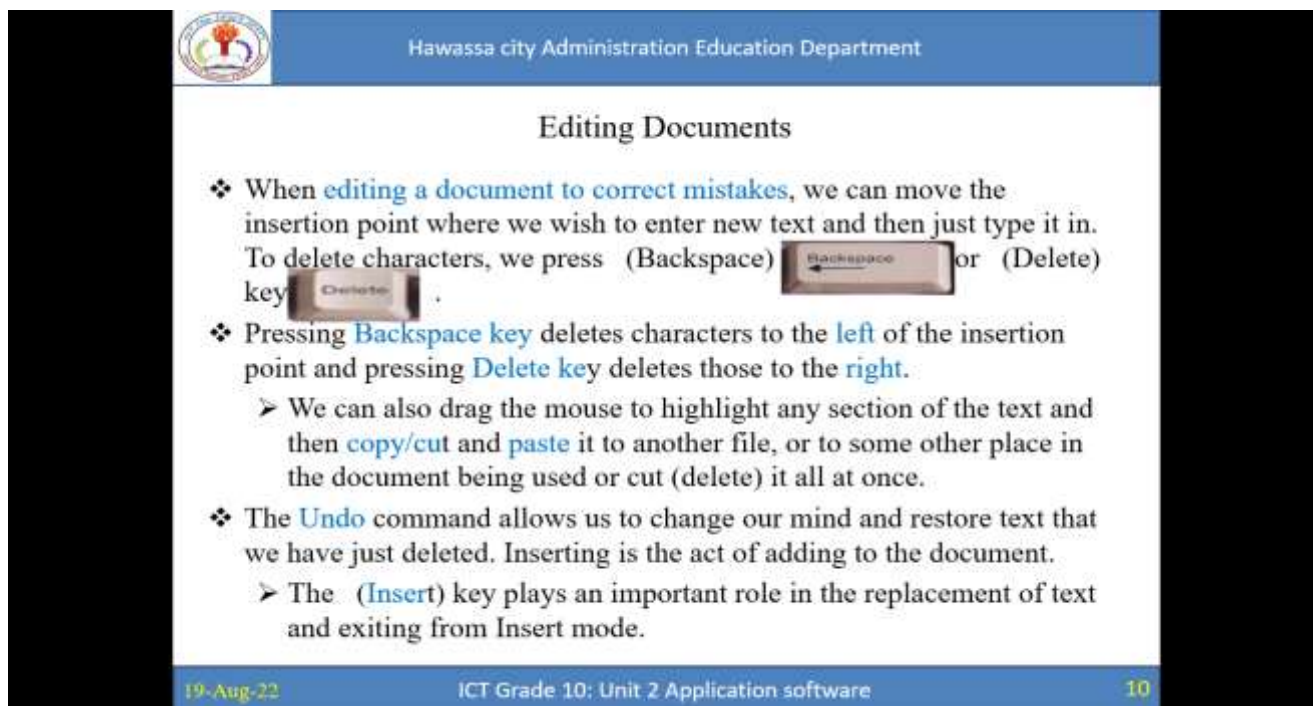 Hawassa city Administration Education Department
Editing Documents
❖ When editing a document to correct mistakes, we can move the
insertion point where we wish to enter new text and then just type it in.
To delete characters, we press (Backspace) Backspace or (Delete)
key Delete .
❖ Pressing Backspace key deletes characters to the left of the insertion
point and pressing Delete key deletes those to the right.
➢ We can also drag the mouse to highlight any section of the text and
then copy/cut and paste it to another file, or to some other place in
the document being used or cut (delete) it all at once.
❖ The Undo command allows us to change our mind and restore text that
we have just deleted. Inserting is the act of adding to the document.
➢ The (Insert) key plays an important role in the replacement of text
and exiting from Insert mode.
19-Aug-22 ICT Grade 10: Unit 2 Application software 10